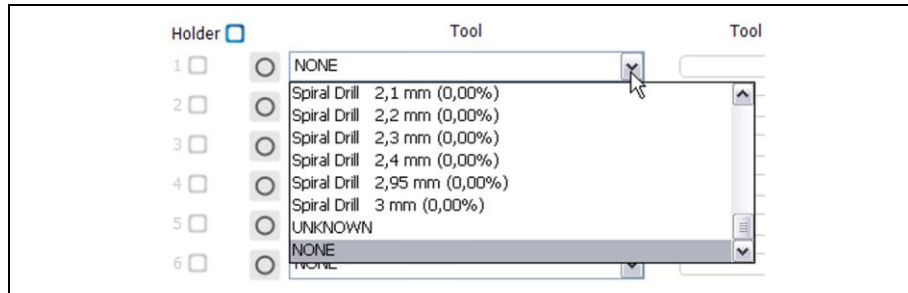 Holder Tool Tool
1 NONE
Spiral Drill 2,1 mm (0,00%)
2 Spiral Drill 2,2 mm (0,00%)
Spiral Drill 2,3 mm (0,00%)
3 Spiral Drill 2,4 mm (0,00%)
4 Spiral Drill 2,95 mm (0,00%)
Spiral Drill 3 mm (0,00%)
5 UNKNOWN
NONE
6 NONE